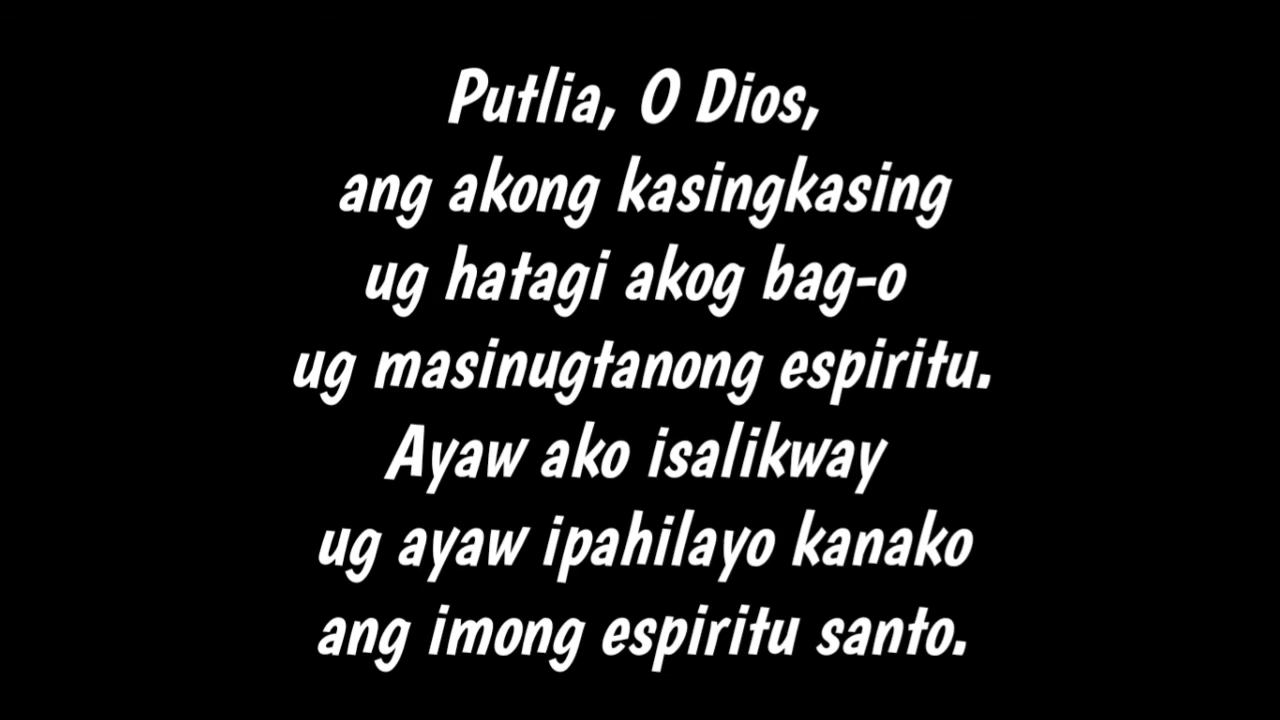 Putlia, O Dios,
ang akong kasingkasing
ug hatagi akog bag-o
ug masinugtanong espiritu.
Ayaw ako isalikway
ug ayaw ipahilayo kanako
ang imong espiritu santo.